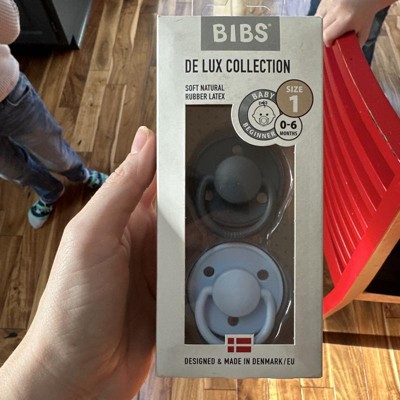 BIBS®
DE LUX COLLECTION
SOFT NATURAL
RUBBER LATEX
BABY
BEGINNER
SIZE
1
0-6
MONTHS
BIBS
DESIGNED & MADE IN DENMARK/EU